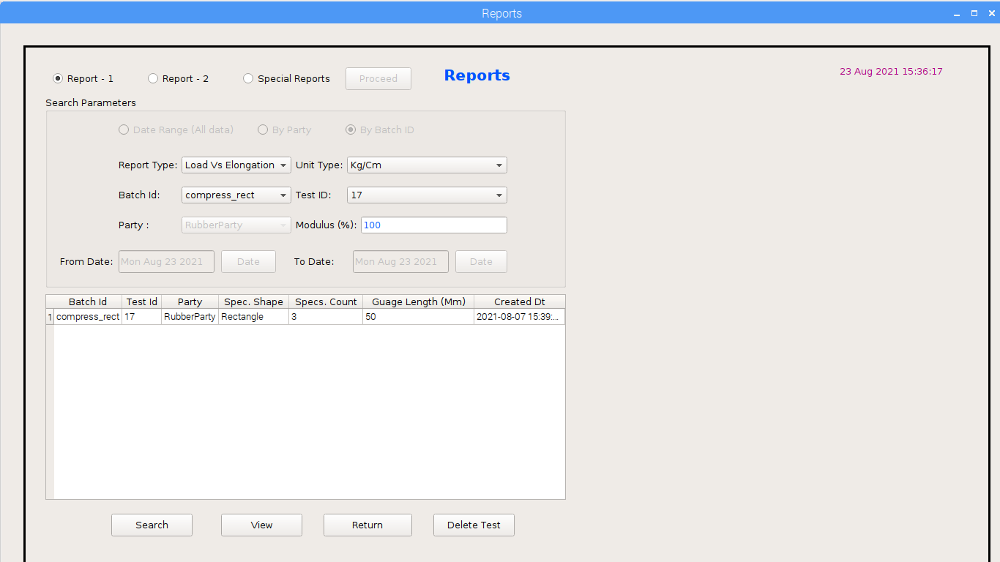 Reports
Report - 1 Report - 2 Special Reports Proceed Reports 23 Aug 2021 15:36:17
Search Parameters
Date Range (All data) By Party By Batch ID
Report Type: Load Vs Elongation Unit Type: Kg/Cm
Batch Id: compress_rect Test ID: 17
Party : RubberParty Modulus (%): 100
From Date: Mon Aug 23 2021 Date To Date: Mon Aug 23 2021 Date
Batch Id Test Id Party Spec. Shape Specs. Count Guage Length (Mm) Created Dt
1 compress_rect 17 RubberParty Rectangle 3 50 2021-08-07 15:39:...
Search View Return Delete Test